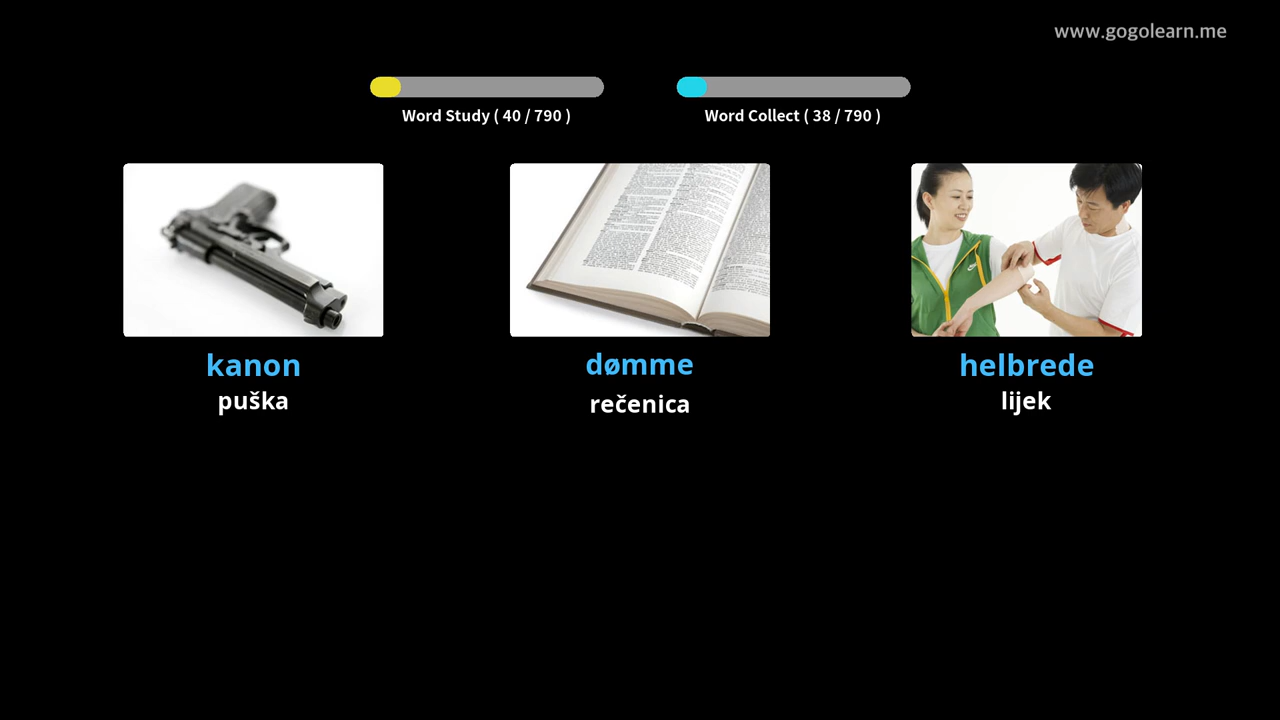 www.gogolearn.me
Word Study ( 40 / 790 )
Word Collect ( 38 / 790 )
kanon
puška
dømme
rečenica
helbrede
lijek